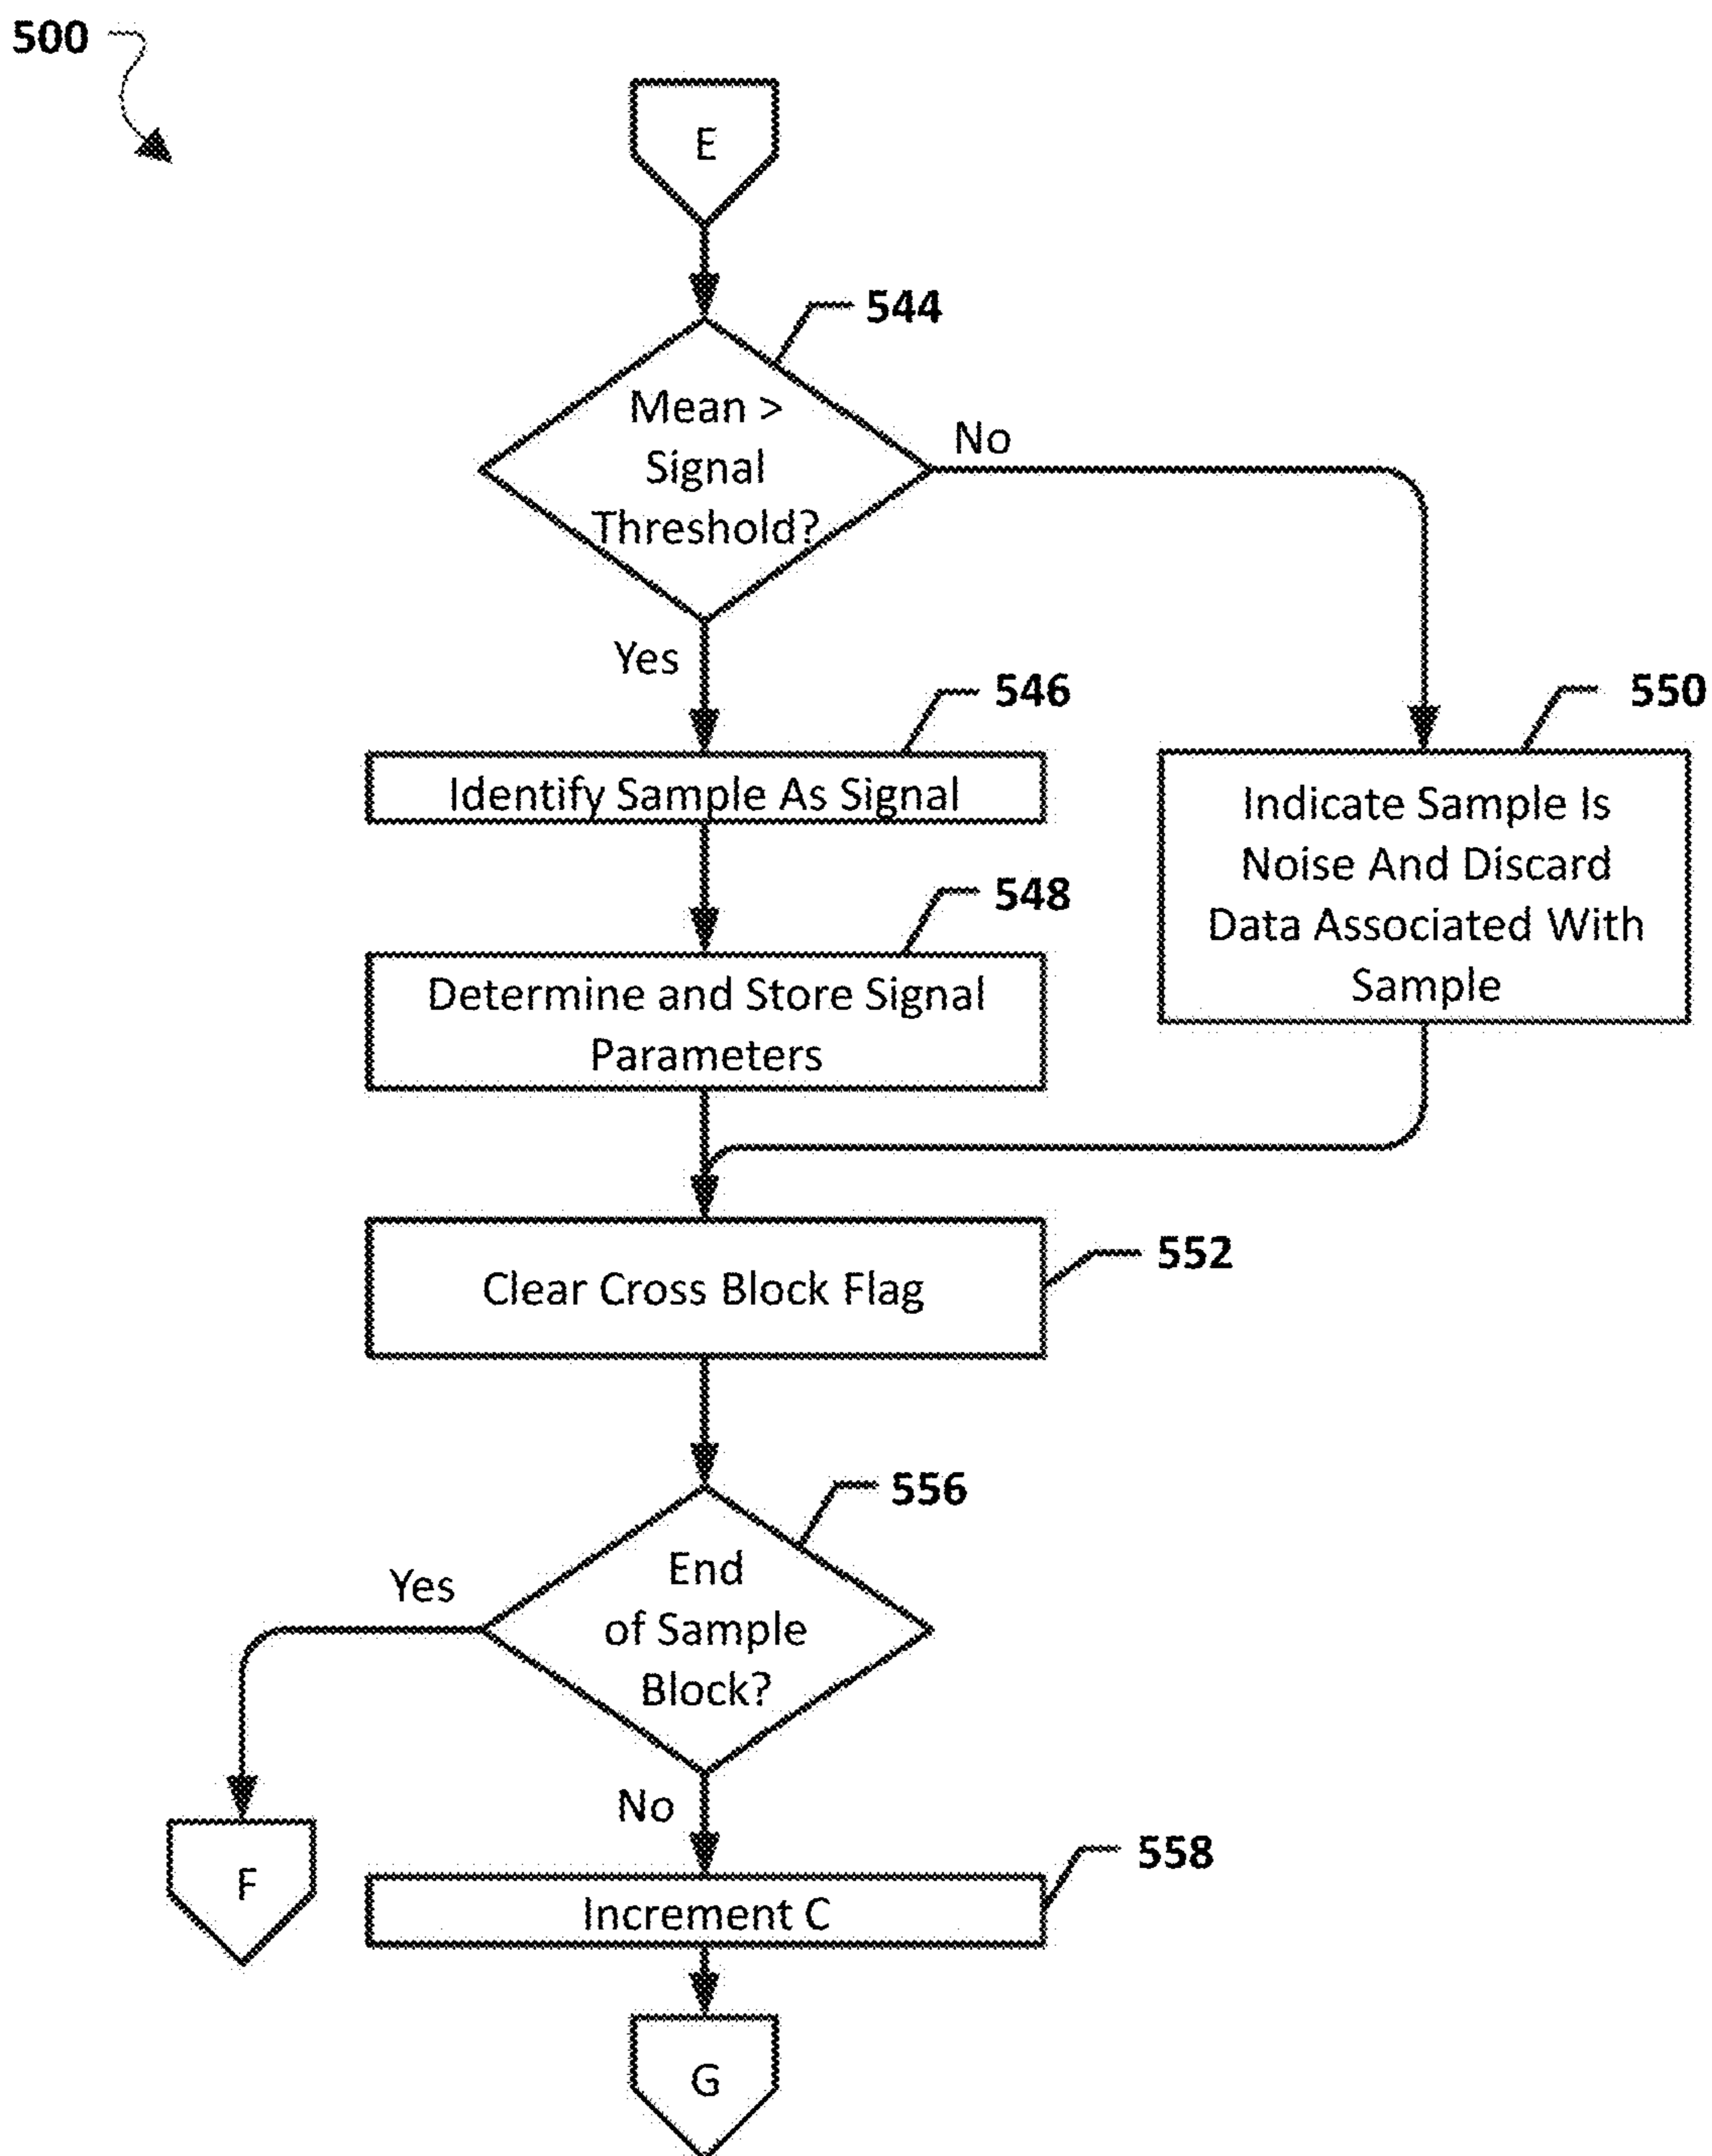 500
E
544
Mean >
Signal
Threshold?
No
Yes
546
Identify Sample As Signal
550
Indicate Sample Is
Noise And Discard
Data Associated With
Sample
548
Determine and Store Signal
Parameters
552
Clear Cross Block Flag
556
End
of Sample
Block?
Yes
No
F
558
Increment C
G